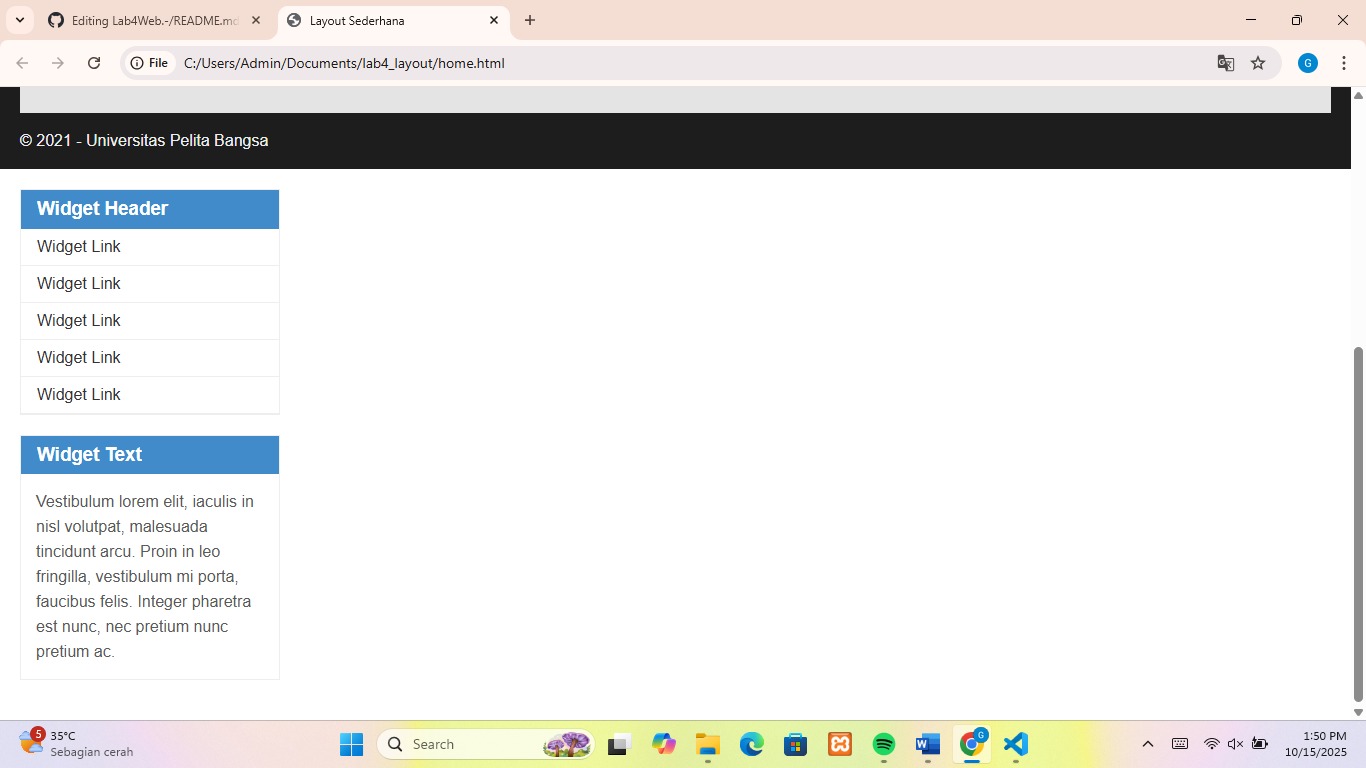 Editing Lab4Web.-/README.md
Layout Sederhana
File
C:/Users/Admin/Documents/lab4_layout/home.html
G
© 2021 - Universitas Pelita Bangsa
Widget Header
Widget Link
Widget Link
Widget Link
Widget Link
Widget Link
Widget Text
Vestibulum lorem elit, iaculis in
nisl volutpat, malesuada
tincidunt arcu. Proin in leo
fringilla, vestibulum mi porta,
faucibus felis. Integer pharetra
est nunc, nec pretium nunc
pretium ac.
5
35°C
Sebagian cerah
Search
G
1:50 PM
10/15/2025